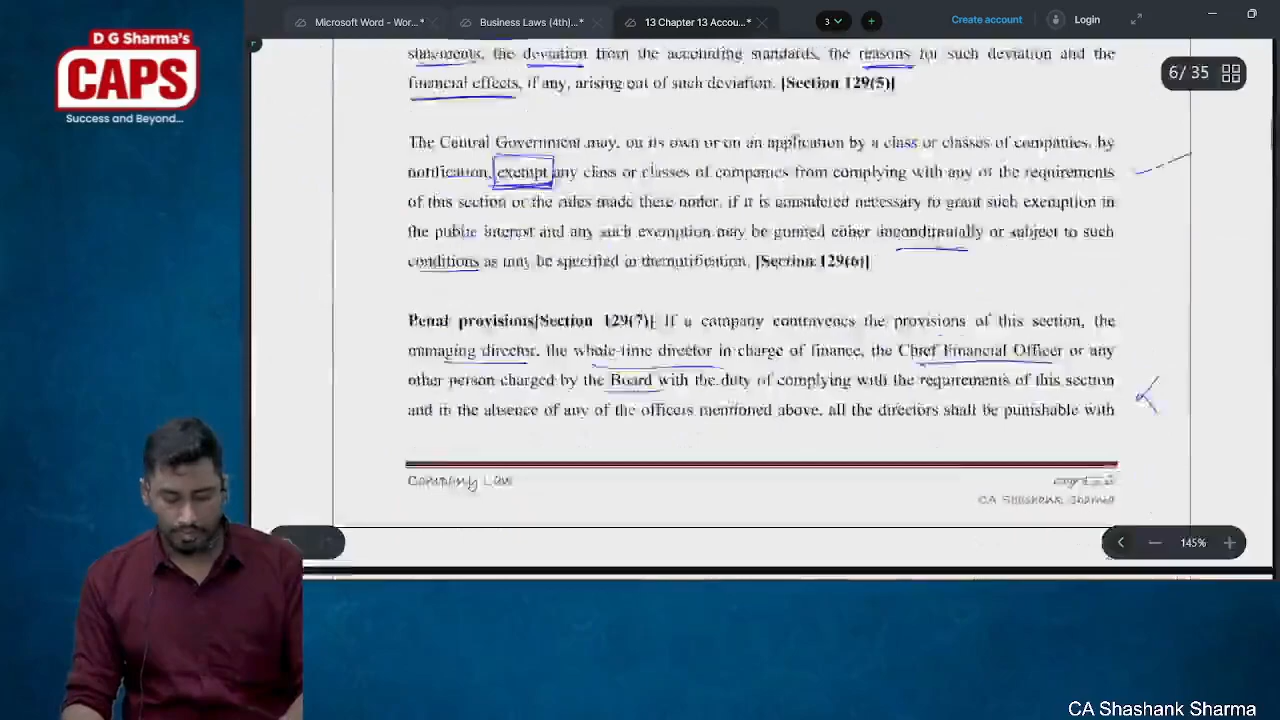 Microsoft Word - Wor...*
Business Laws (4th)...*
13 Chapter 13 Accou...*
3
Create account
Login
D G Sharma's
CAPS
Success and Beyond...
6/ 35
statements, the deviation from the accounting standards, the reasons for such deviation and the
financial effects, if any, arising out of such deviation. [Section 129(5)]
The Central Government may, on its own or on an application by a class or classes of companies, by
notification, exempt any class or classes of companies from complying with any of the requirements
of this section or the rules made there under, if it is considered necessary to grant such exemption in
the public interest and any such exemption may be granted either unconditionally or subject to such
conditions as may be specified in the notification. [Section 129(6)]
Penal provisions[Section 129(7)] If a company contravenes the provisions of this section, the
managing director, the whole-time director in charge of finance, the Chief Financial Officer or any
other person charged by the Board with the duty of complying with the requirements of this section
and in the absence of any of the officers mentioned above, all the directors shall be punishable with
Company Law
CA Shashank Sharma
145%
CA Shashank Sharma